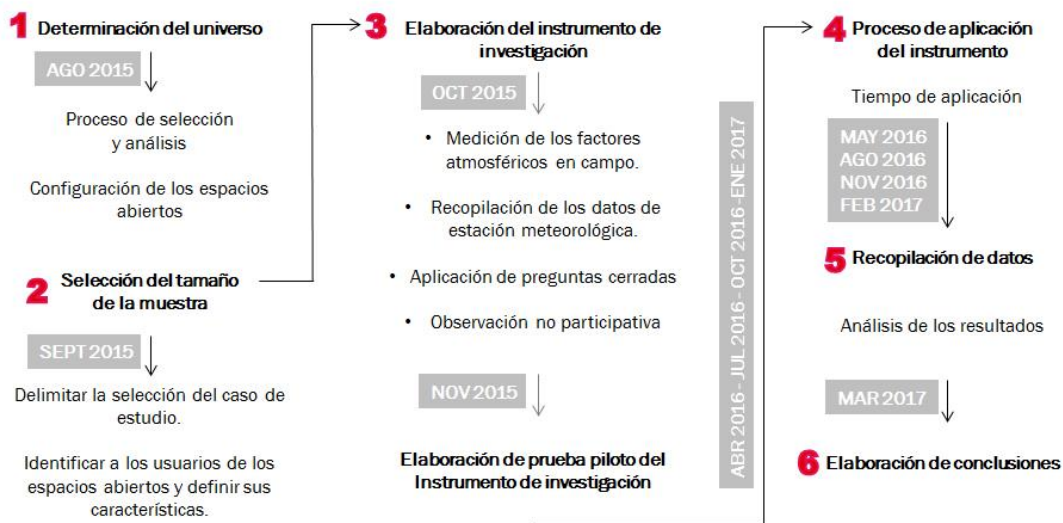 1 Determinación del universo
AGO 2015
Proceso de selección
y análisis
Configuración de los espacios
abiertos
2 Selección del tamaño
de la muestra
SEPT 2015
Delimitar la selección del caso de
estudio.
Identificar a los usuarios de los
espacios abiertos y definir sus
características.
3 Elaboración del instrumento de
investigación
OCT 2015
• Medición de los factores
atmosféricos en campo.
• Recopilación de los datos de
estación meteorológica.
• Aplicación de preguntas cerradas
• Observación no participativa
NOV 2015
Elaboración de prueba piloto del
Instrumento de investigación
ABR 2016 - JUL 2016 - OCT 2016 -ENE 2017
4 Proceso de aplicación
del instrumento
Tiempo de aplicación
MAY 2016
AGO 2016
NOV 2016
FEB 2017
5 Recopilación de datos
Análisis de los resultados
MAR 2017
6 Elaboración de conclusiones